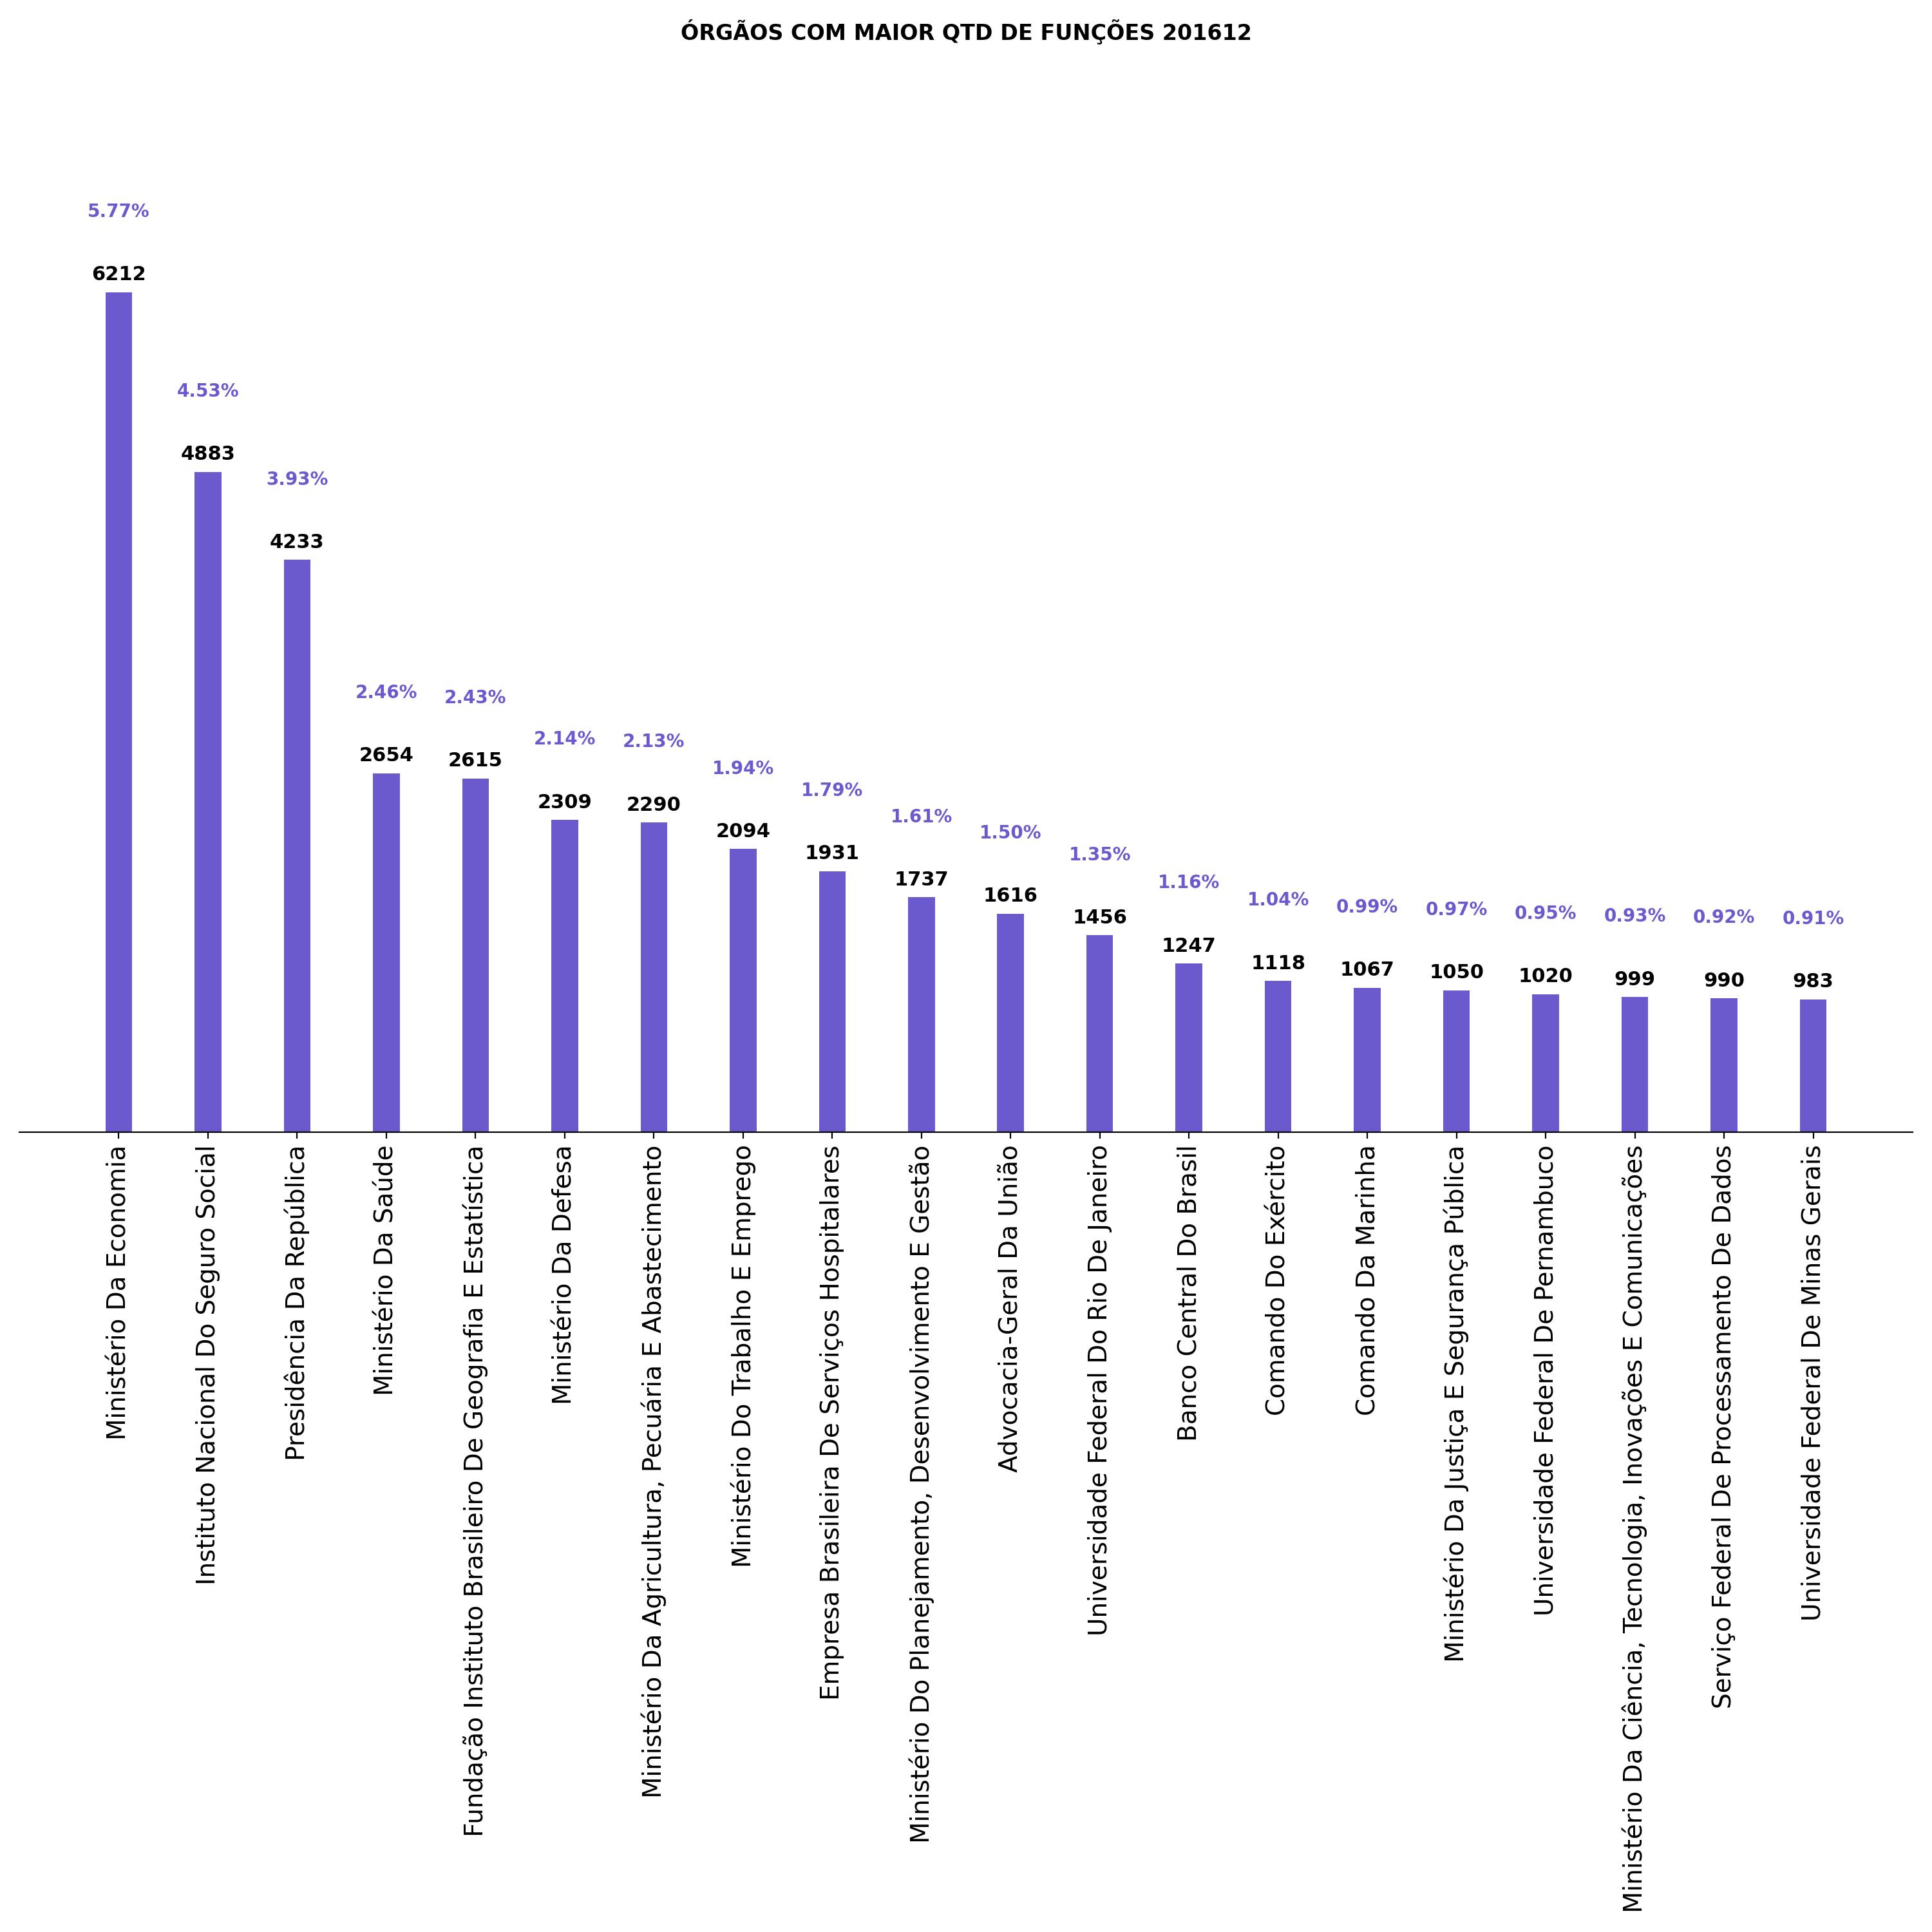 ÓRGÃOS COM MAIOR QTD DE FUNÇÕES 201612
5.77%
6212
4.53%
4883
3.93%
4233
2.46%
2654
2.43%
2615
2.14%
2309
2.13%
2290
1.94%
2094
1.79%
1931
1.61%
1737
1.50%
1616
1.35%
1456
1.16%
1247
1.04%
1118
0.99%
1067
0.97%
1050
0.95%
1020
0.93%
999
0.92%
990
0.91%
983
Ministério Da Economia
Instituto Nacional Do Seguro Social
Presidência Da República
Ministério Da Saúde
Fundação Instituto Brasileiro De Geografia E Estatística
Ministério Da Defesa
Ministério Da Agricultura, Pecuária E Abastecimento
Ministério Do Trabalho E Emprego
Empresa Brasileira De Serviços Hospitalares
Ministério Do Planejamento, Desenvolvimento E Gestão
Advocacia-Geral Da União
Universidade Federal Do Rio De Janeiro
Banco Central Do Brasil
Comando Do Exército
Comando Da Marinha
Ministério Da Justiça E Segurança Pública
Universidade Federal De Pernambuco
Ministério Da Ciência, Tecnologia, Inovações E Comunicações
Serviço Federal De Processamento De Dados
Universidade Federal De Minas Gerais